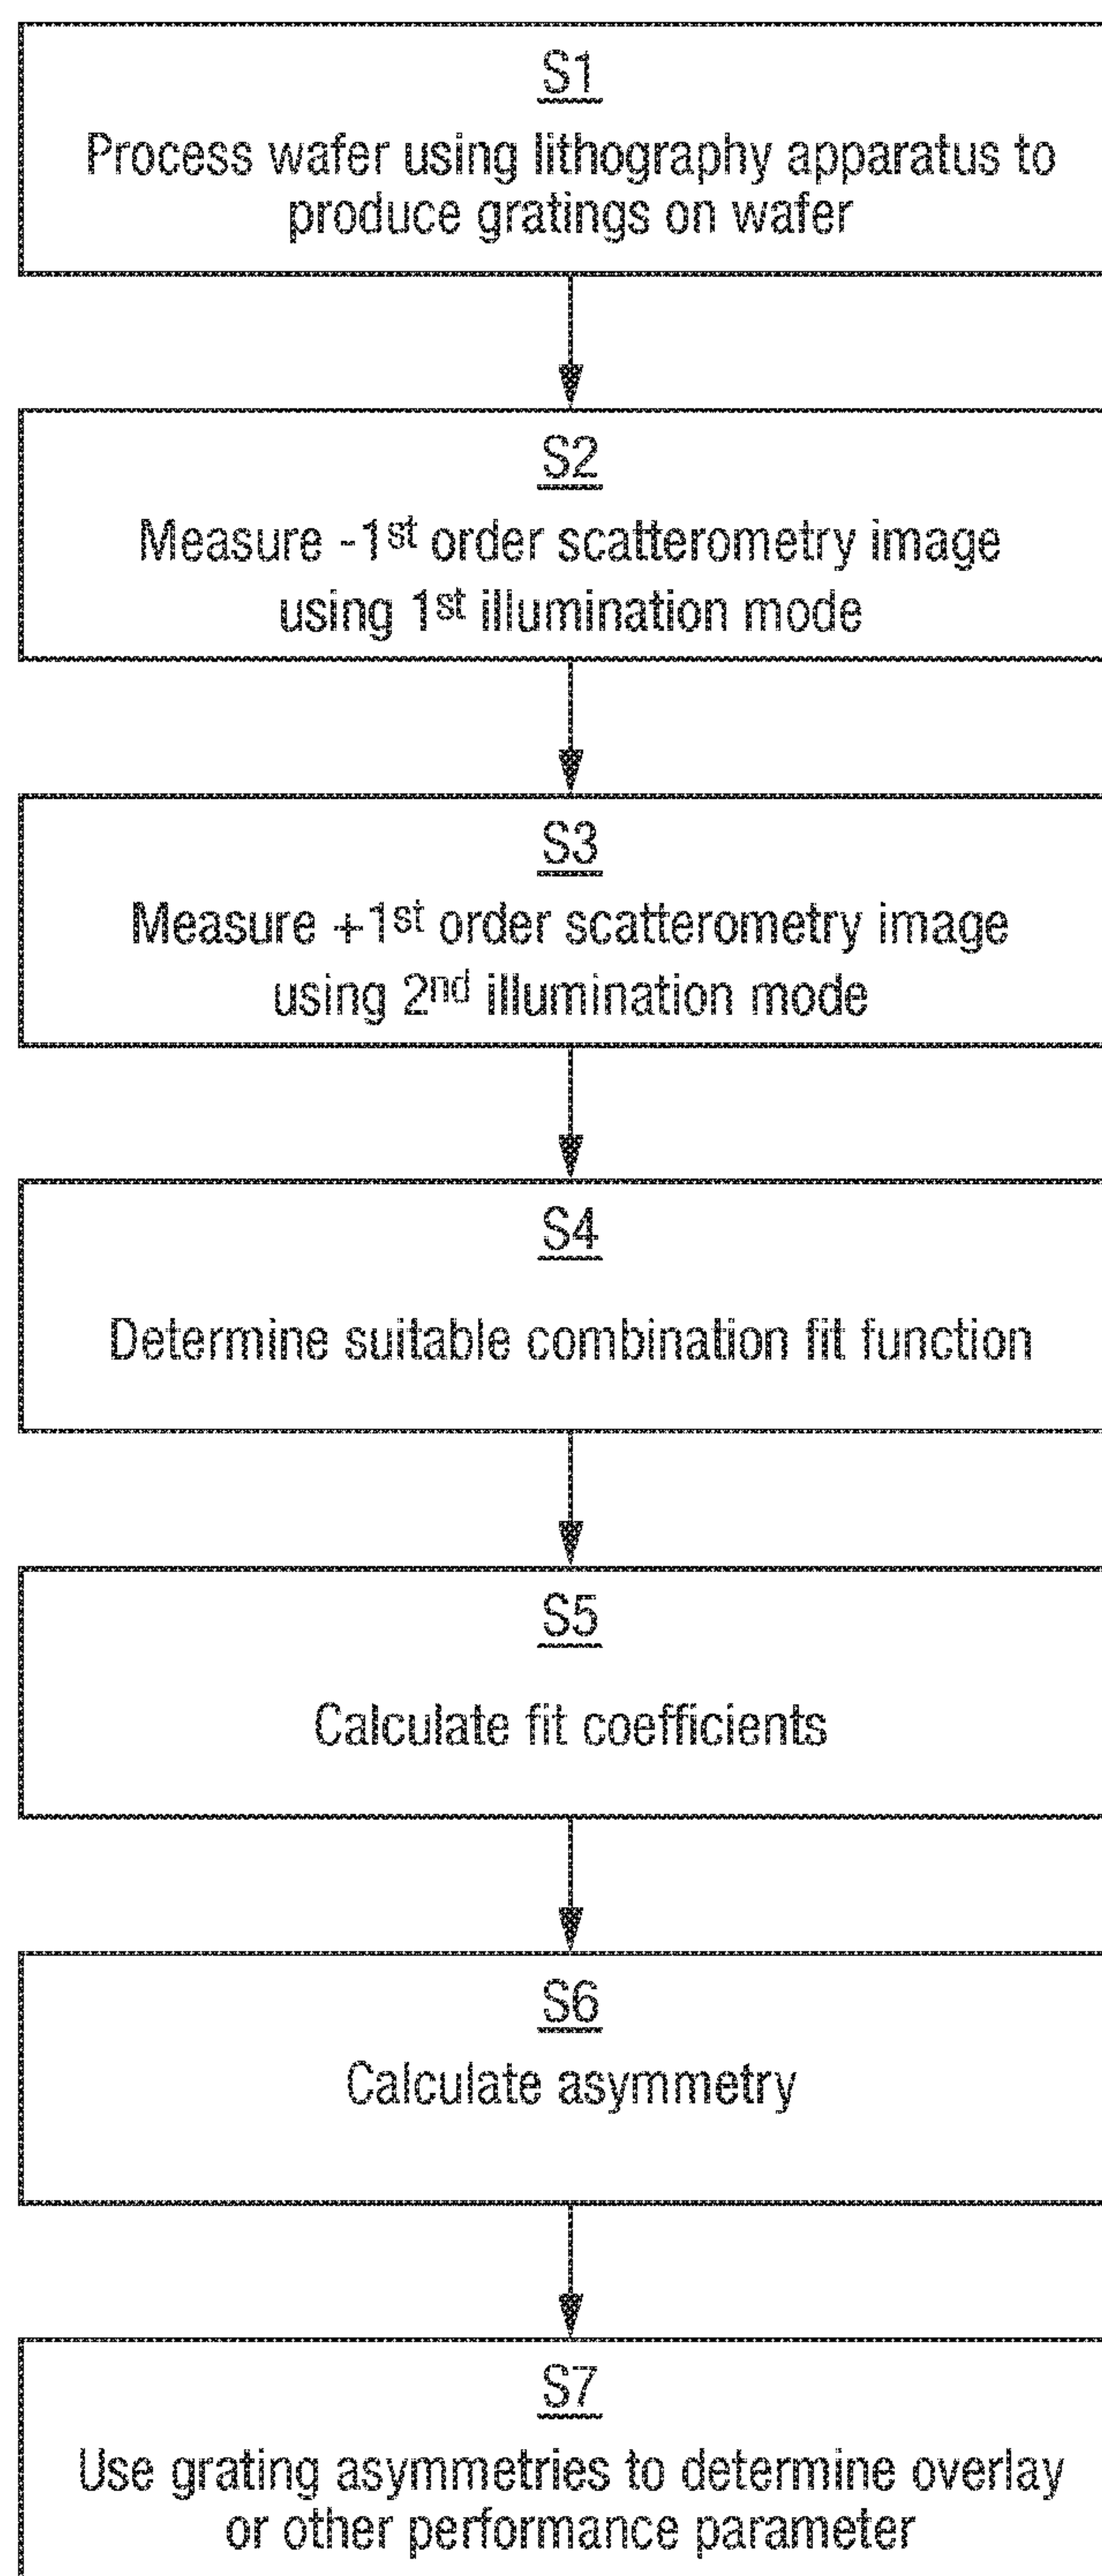 S1
Process wafer using lithography apparatus to
produce gratings on wafer
S2
Measure -1st order scatterometry image
using 1st illumination mode
S3
Measure +1st order scatterometry image
using 2nd illumination mode
S4
Determine suitable combination fit function
S5
Calculate fit coefficients
S6
Calculate asymmetry
S7
Use grating asymmetries to determine overlay
or other performance parameter